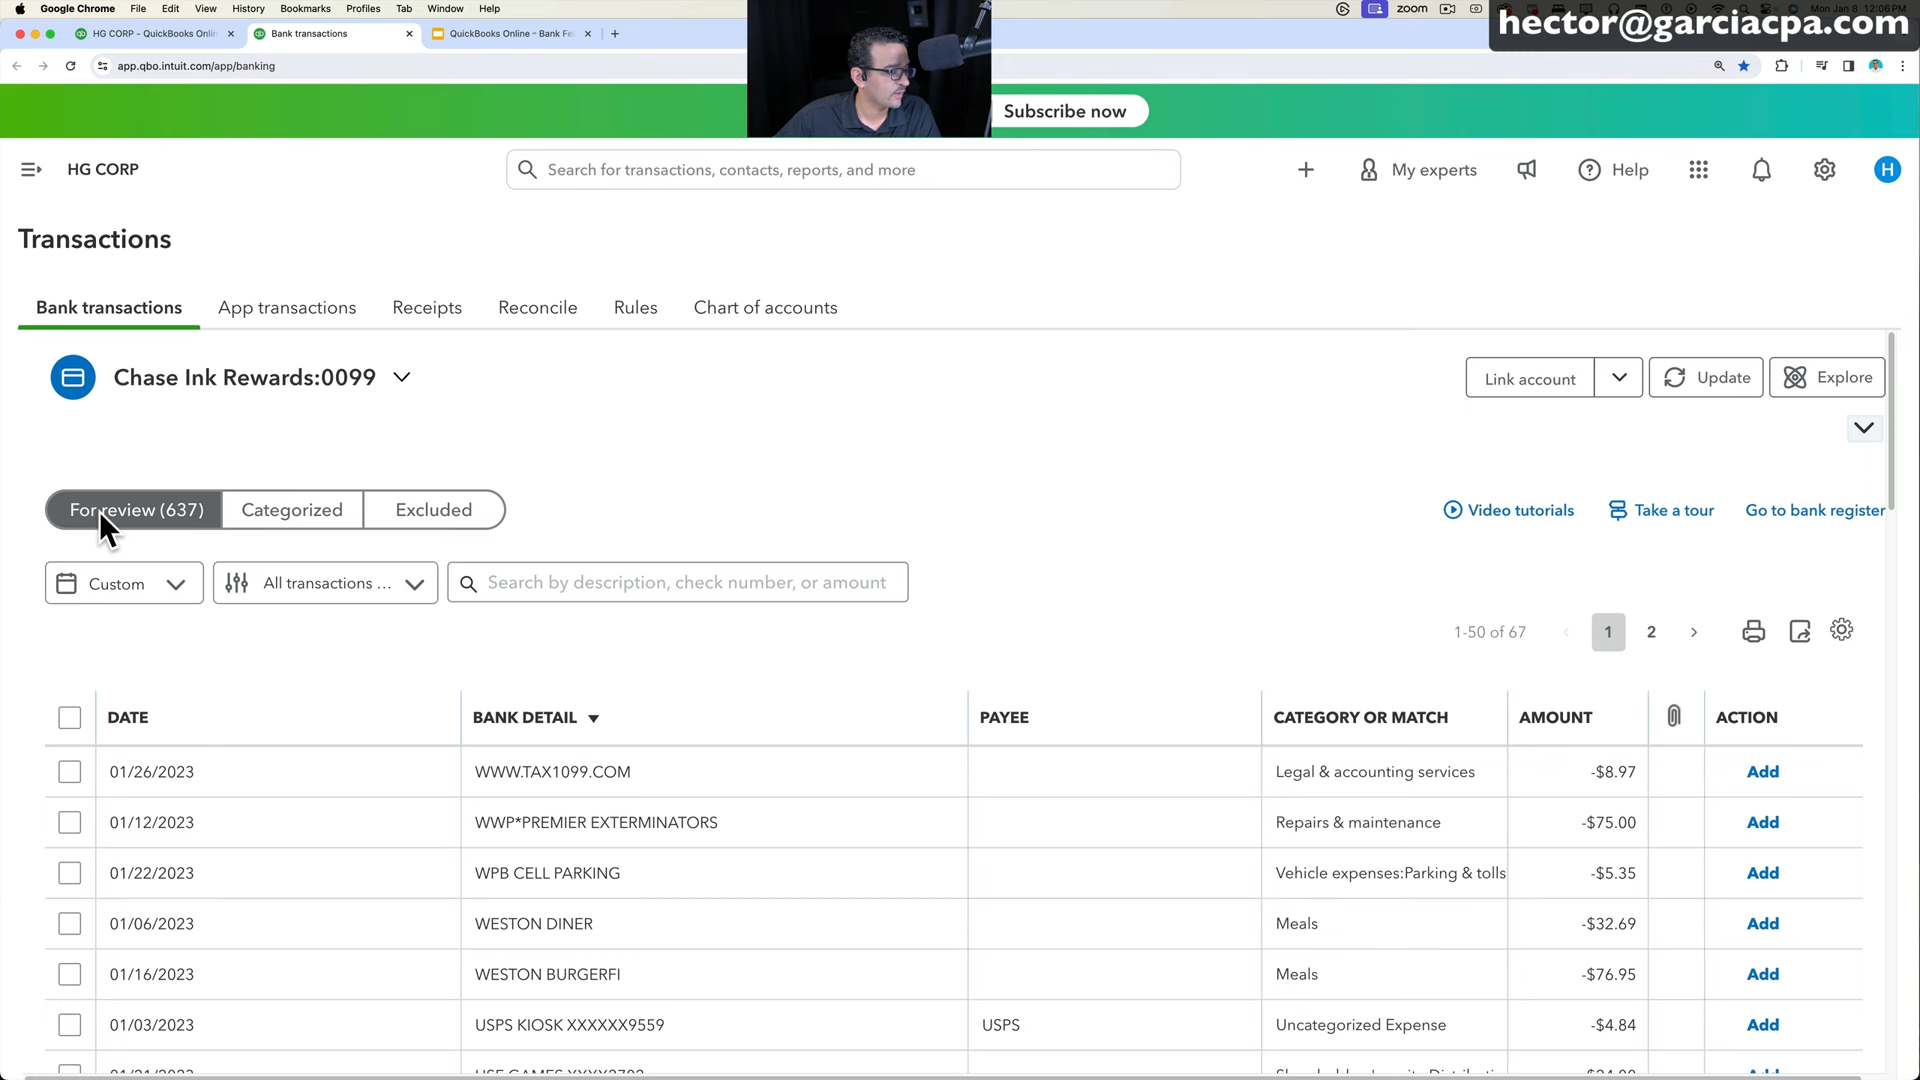 Google Chrome File Edit View History Bookmarks Profiles Tab Window Help
zoom
Mon Jan 8 12:06 PM
hector@garciacpa.com
HG CORP - QuickBooks Onlin
Bank transactions
QuickBooks Online - Bank Fe
app.qbo.intuit.com/app/banking
Subscribe now
HG CORP
Search for transactions, contacts, reports, and more
My experts
Help
H
Transactions
Bank transactions App transactions Receipts Reconcile Rules Chart of accounts
Chase Ink Rewards:0099
Link account Update Explore
For review (637) Categorized Excluded
Video tutorials Take a tour Go to bank register
Custom All transactions ... Search by description, check number, or amount
1-50 of 67 1 2
DATE BANK DETAIL PAYEE CATEGORY OR MATCH AMOUNT ACTION
01/26/2023 WWW.TAX1099.COM Legal & accounting services -$8.97 Add
01/12/2023 WWP*PREMIER EXTERMINATORS Repairs & maintenance -$75.00 Add
01/22/2023 WPB CELL PARKING Vehicle expenses:Parking & tolls -$5.35 Add
01/06/2023 WESTON DINER Meals -$32.69 Add
01/16/2023 WESTON BURGERFI Meals -$76.95 Add
01/03/2023 USPS KIOSK XXXXXX9559 USPS Uncategorized Expense -$4.84 Add